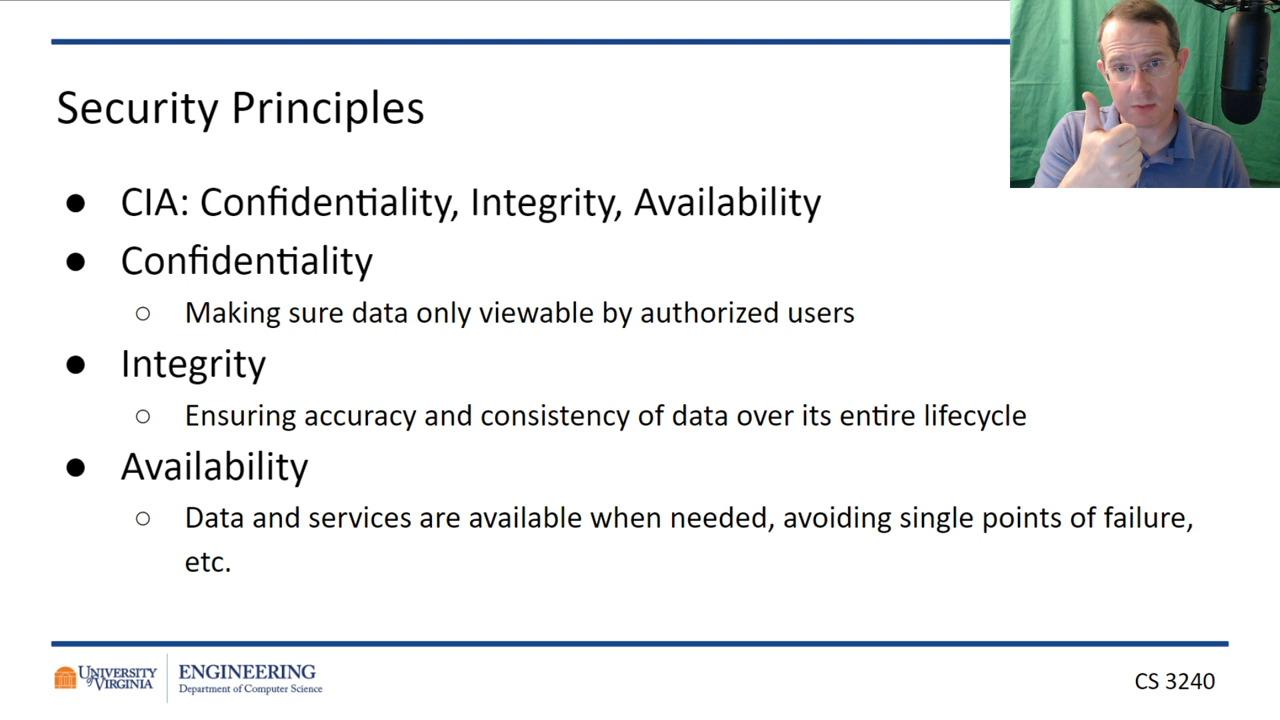 Security Principles
● CIA: Confidentiality, Integrity, Availability
● Confidentiality
○ Making sure data only viewable by authorized users
● Integrity
○ Ensuring accuracy and consistency of data over its entire lifecycle
● Availability
○ Data and services are available when needed, avoiding single points of failure,
etc.
UNIVERSITY
of VIRGINIA
ENGINEERING
Department of Computer Science
CS 3240